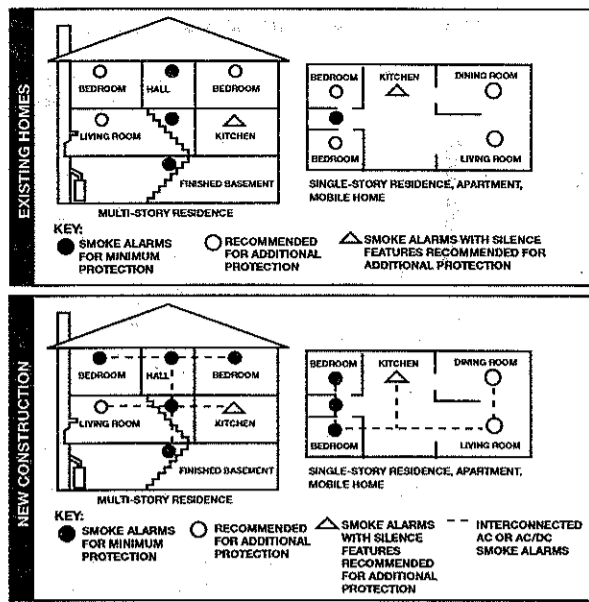 EXISTING HOMES
BEDROOM
HALL
BEDROOM
LIVING ROOM
KITCHEN
FINISHED BASEMENT
MULTI-STORY RESIDENCE
BEDROOM
KITCHEN
DINING ROOM
BEDROOM
LIVING ROOM
SINGLE-STORY RESIDENCE, APARTMENT,
MOBILE HOME
KEY:
SMOKE ALARMS
FOR MINIMUM
PROTECTION
RECOMMENDED
FOR ADDITIONAL
PROTECTION
SMOKE ALARMS WITH SILENCE
FEATURES RECOMMENDED FOR
ADDITIONAL PROTECTION
NEW CONSTRUCTION
BEDROOM
HALL
BEDROOM
LIVING ROOM
KITCHEN
FINISHED BASEMENT
MULTI-STORY RESIDENCE
BEDROOM
KITCHEN
DINING ROOM
BEDROOM
LIVING ROOM
SINGLE-STORY RESIDENCE, APARTMENT,
MOBILE HOME
KEY:
SMOKE ALARMS
FOR MINIMUM
PROTECTION
RECOMMENDED
FOR ADDITIONAL
PROTECTION
SMOKE ALARMS
WITH SILENCE
FEATURES
RECOMMENDED
FOR ADDITIONAL
PROTECTION
INTERCONNECTED
AC OR AC/DC
SMOKE ALARMS